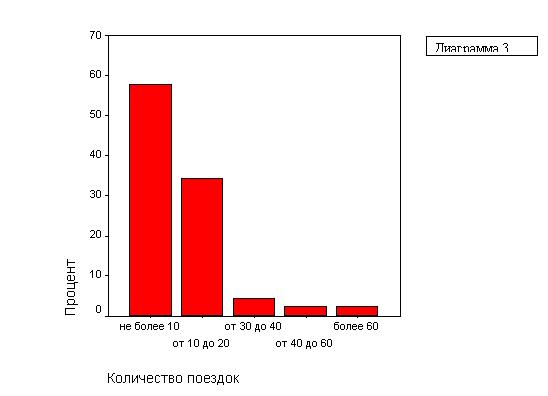 Диаграмма 3
70
60
50
40
30
20
10
0
Процент
не более 10
от 10 до 20
от 30 до 40
от 40 до 60
более 60
Количество поездок